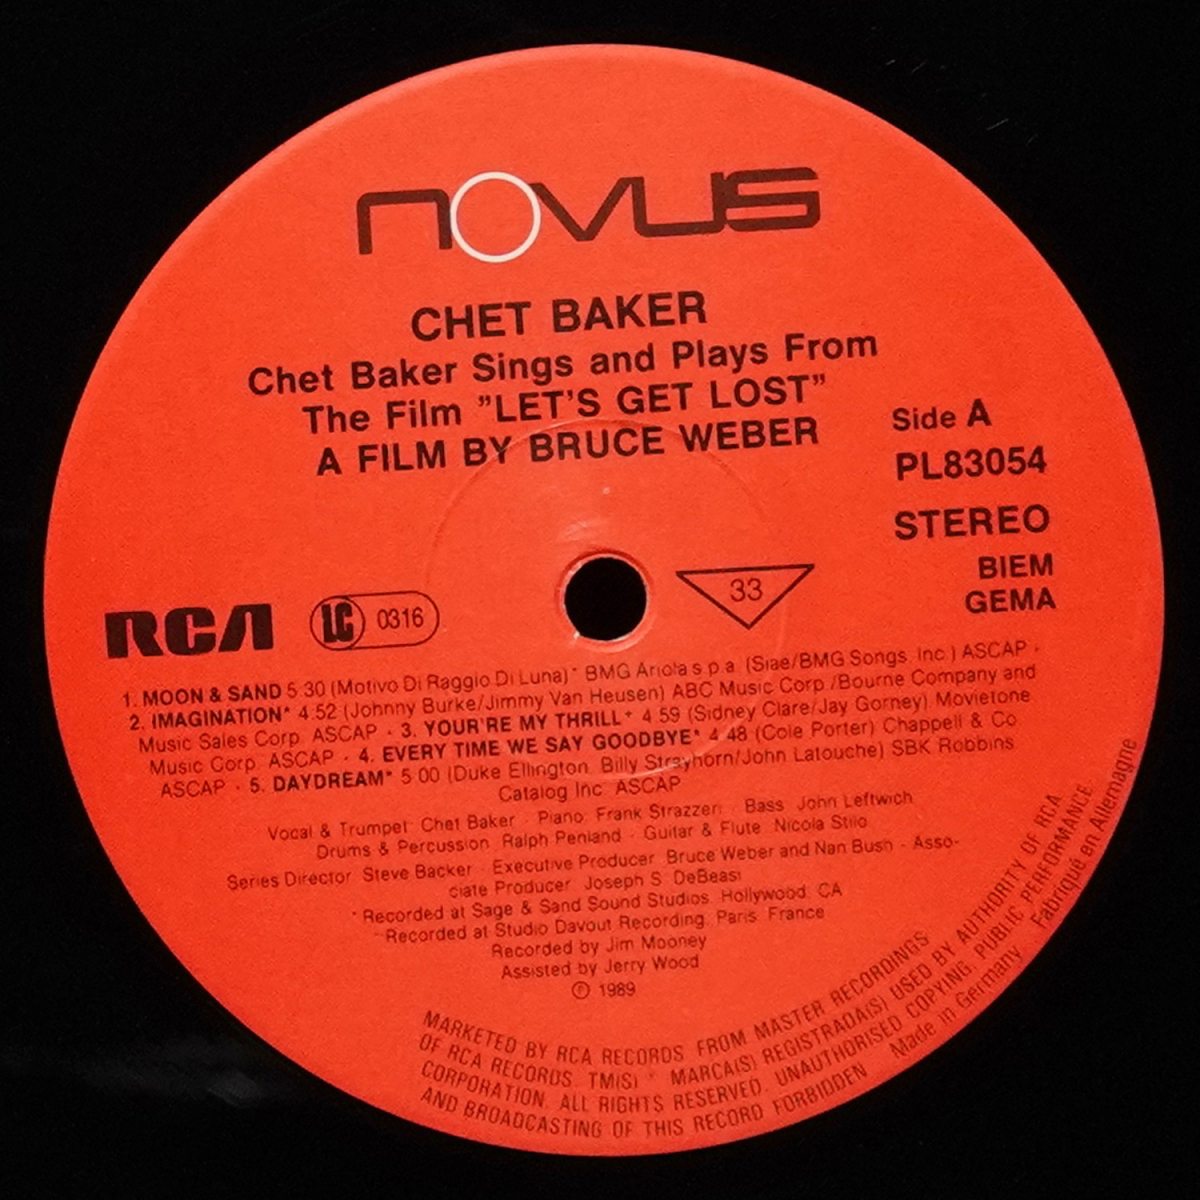 novus
CHET BAKER
Chet Baker Sings and Plays From
The Film "LET'S GET LOST"
A FILM BY BRUCE WEBER
Side A
PL83054
STEREO
BIEM
GEMA
RCA
LC 0316
33
1. MOON & SAND 5:30 (Motivo Di Raggio Di Luna)* BMG Ariola s.p.a. (Siae/BMG Songs, Inc.) ASCAP ·
2. IMAGINATION* 4:52 (Johnny Burke/Jimmy Van Heusen) ABC Music Corp./Bourne Company and
Music Sales Corp. ASCAP · 3. YOUR'RE MY THRILL* 4:59 (Sidney Clare/Jay Gorney) Movietone
Music Corp. ASCAP · 4. EVERY TIME WE SAY GOODBYE* 4:48 (Cole Porter) Chappell & Co.
ASCAP · 5. DAYDREAM* 5:00 (Duke Ellington, Billy Strayhorn/John Latouche) SBK Robbins
Catalog Inc. ASCAP
Vocal & Trumpet: Chet Baker · Piano: Frank Strazzeri · Bass: John Leftwich
Drums & Percussion: Ralph Penland · Guitar & Flute: Nicola Stilo
Series Director: Steve Backer · Executive Producer: Bruce Weber and Nan Bush · Asso-
ciate Producer: Joseph S. DeBeasi
* Recorded at Sage & Sand Sound Studios, Hollywood, CA
**Recorded at Studio Davout Recording, Paris, France
Recorded by Jim Mooney
Assisted by Jerry Wood
Ⓟ 1989
MARKETED BY RCA RECORDS FROM MASTER RECORDINGS
OF RCA RECORDS. TM(S) ® MARCA(S) REGISTRADA(S) USED BY AUTHORITY OF RCA
CORPORATION. ALL RIGHTS RESERVED. UNAUTHORISED COPYING, PUBLIC PERFORMANCE
AND BROADCASTING OF THIS RECORD FORBIDDEN Made in Germany Fabriqué en Allemagne